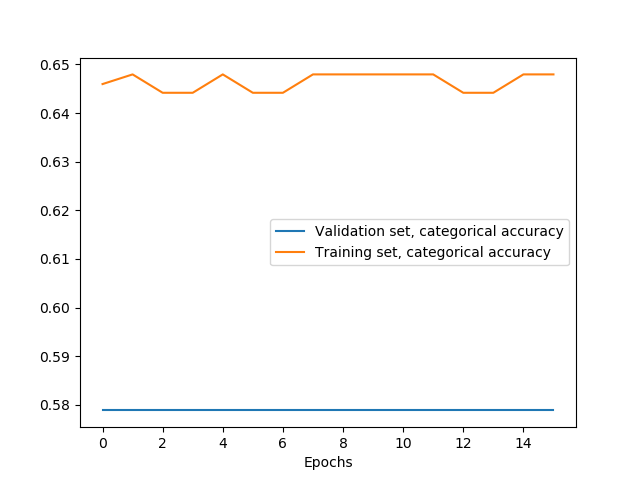 0.65
0.64
0.63
0.62
0.61
0.60
0.59
0.58
Validation set, categorical accuracy
Training set, categorical accuracy
0 2 4 6 8 10 12 14
Epochs